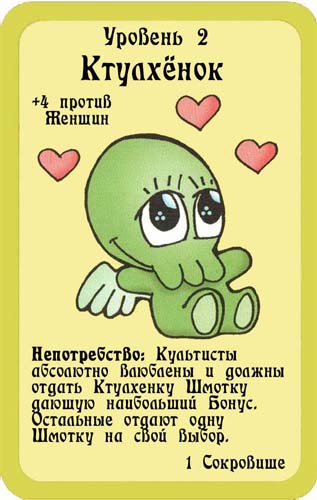 Уровень 2
Ктулхёнок
+4 против
Женщин
Непотребство: Культисты
абсолютно влюблены и должны
отдать Ктулхенку Шмотку
дающую наибольший Бонус.
Остальные отдают одну
Шмотку на свой выбор.
1 Сокровище